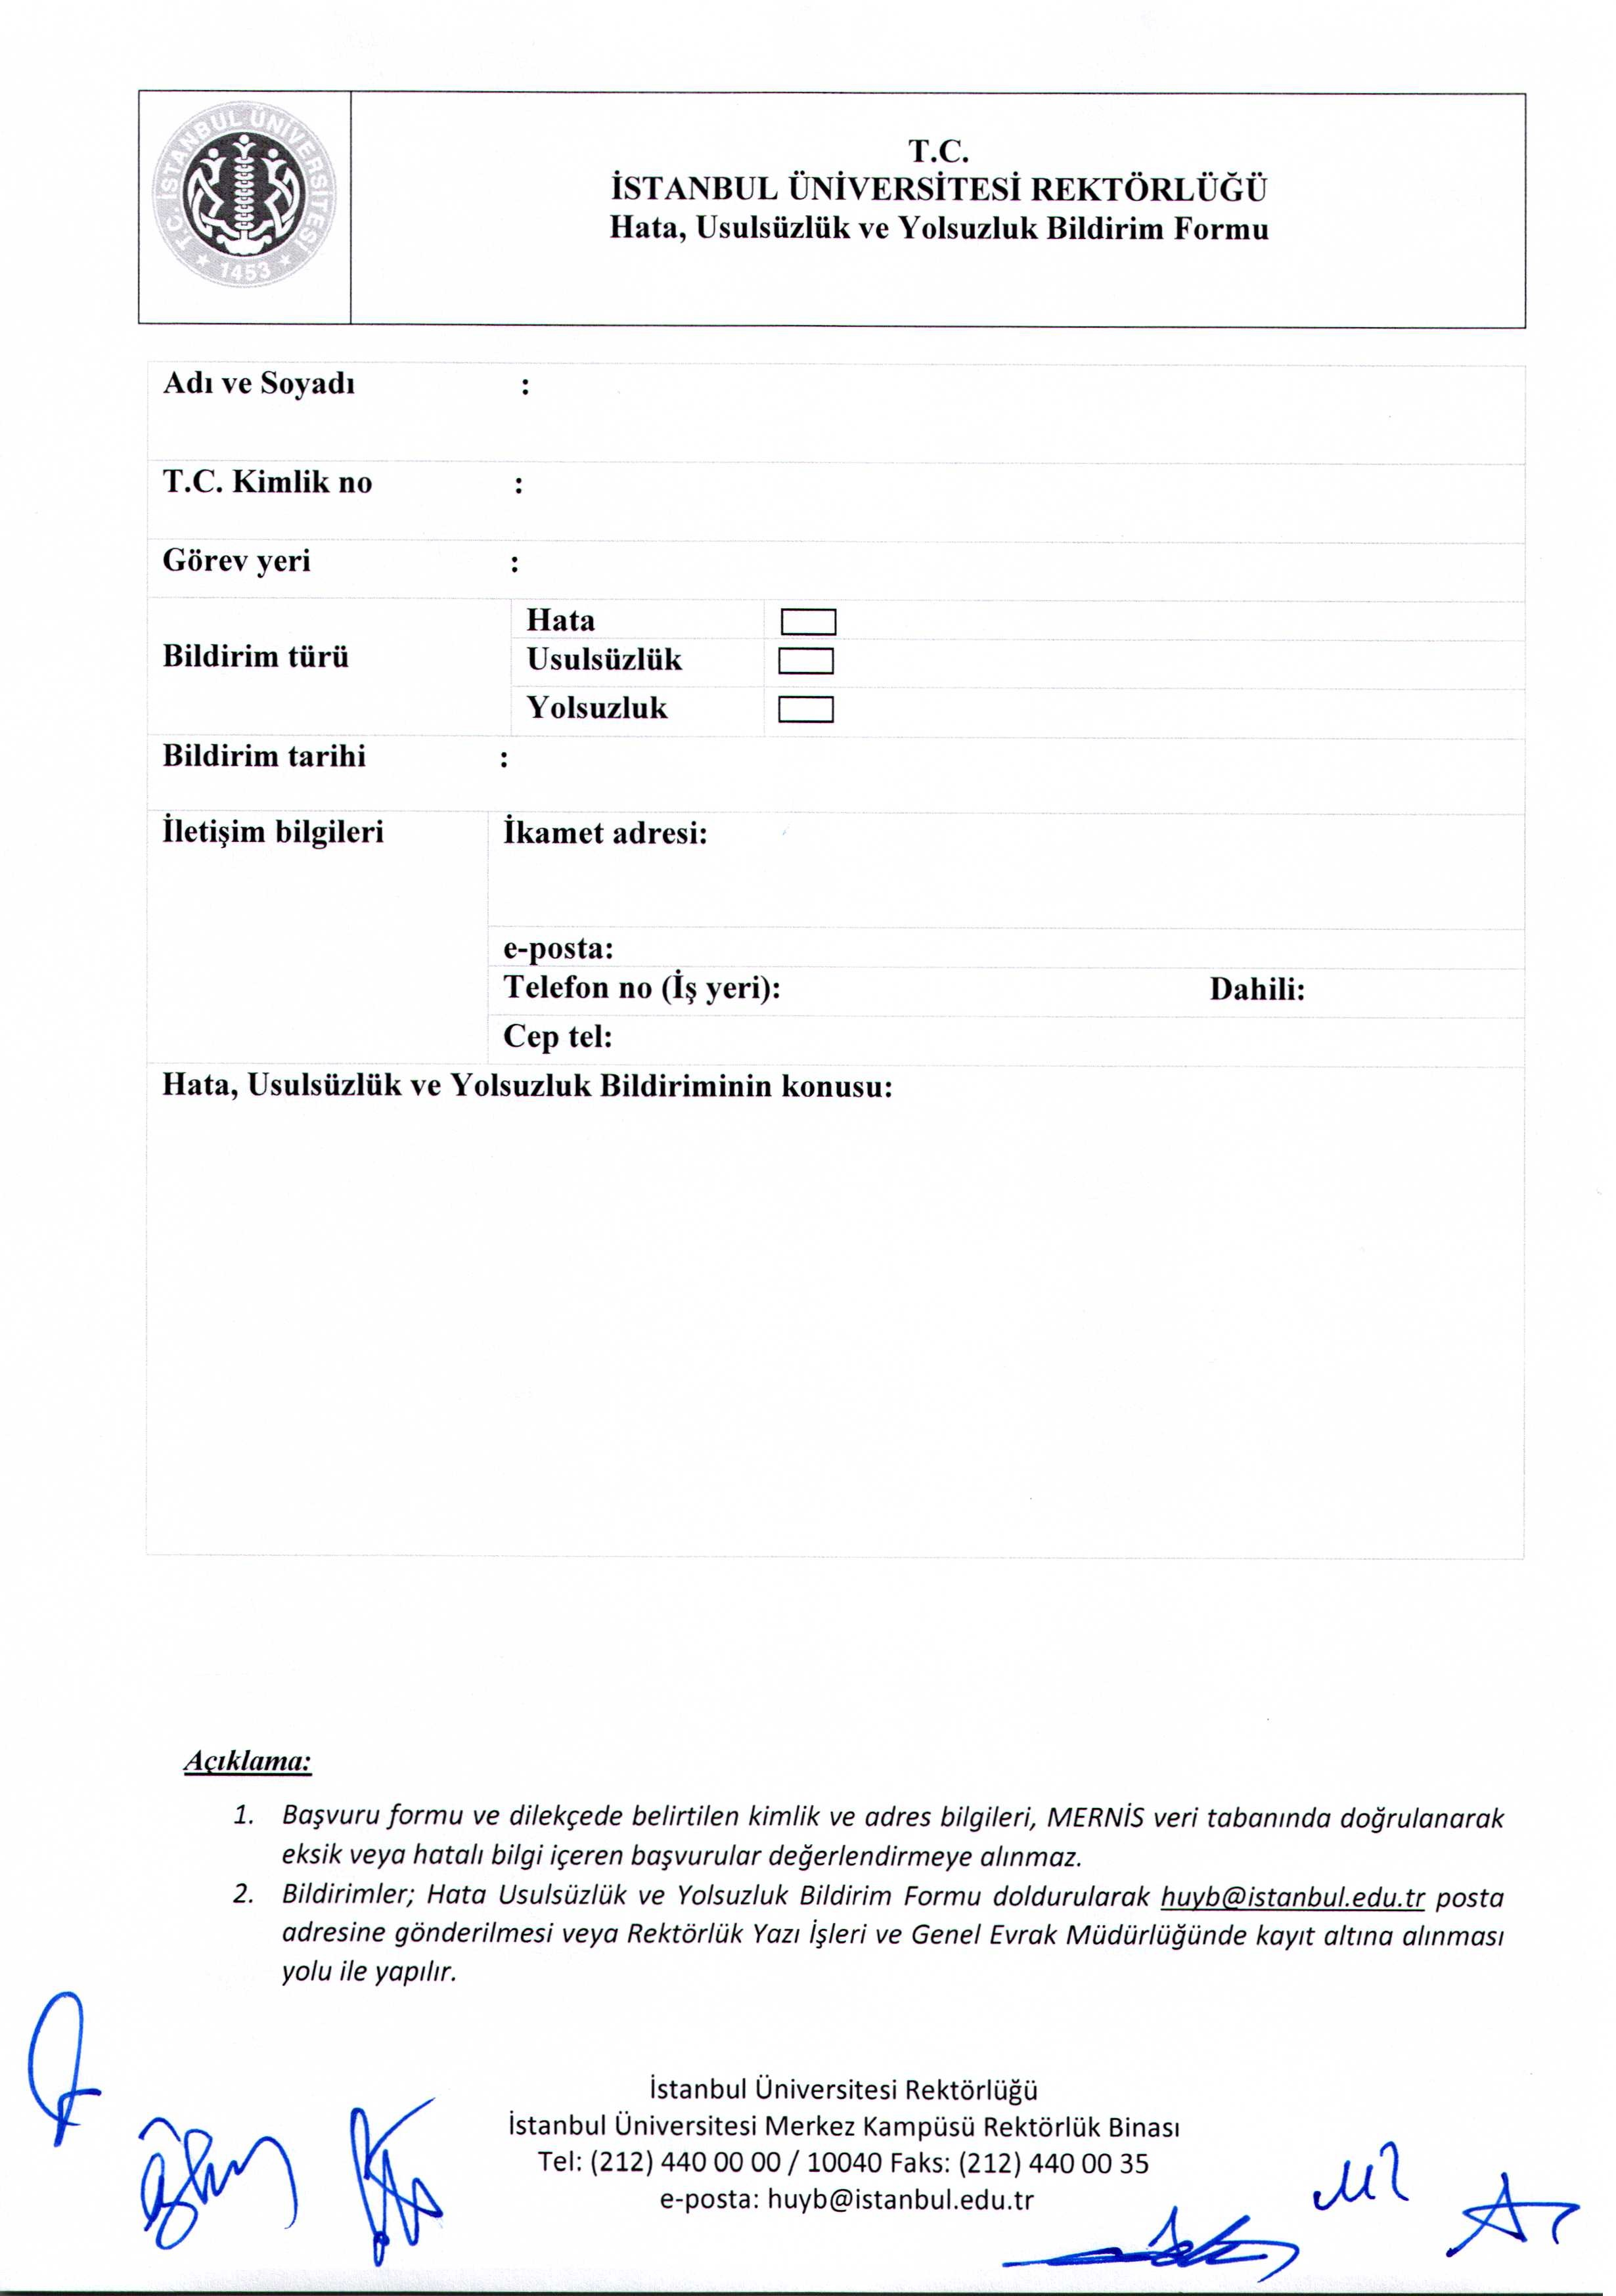 T.C. İSTANBUL ÜNİVERSİTESİ
1453
T.C.
İSTANBUL ÜNİVERSİTESİ REKTÖRLÜĞÜ
Hata, Usulsüzlük ve Yolsuzluk Bildirim Formu
Adı ve Soyadı :
T.C. Kimlik no :
Görev yeri :
Bildirim türü
Hata
Usulsüzlük
Yolsuzluk
Bildirim tarihi :
İletişim bilgileri
İkamet adresi:
e-posta:
Telefon no (İş yeri): Dahili:
Cep tel:
Hata, Usulsüzlük ve Yolsuzluk Bildiriminin konusu:
Açıklama:
1. Başvuru formu ve dilekçede belirtilen kimlik ve adres bilgileri, MERNİS veri tabanında doğrulanarak
eksik veya hatalı bilgi içeren başvurular değerlendirmeye alınmaz.
2. Bildirimler; Hata Usulsüzlük ve Yolsuzluk Bildirim Formu doldurularak huyb@istanbul.edu.tr posta
adresine gönderilmesi veya Rektörlük Yazı İşleri ve Genel Evrak Müdürlüğünde kayıt altına alınması
yolu ile yapılır.
İstanbul Üniversitesi Rektörlüğü
İstanbul Üniversitesi Merkez Kampüsü Rektörlük Binası
Tel: (212) 440 00 00 / 10040 Faks: (212) 440 00 35
e-posta: huyb@istanbul.edu.tr